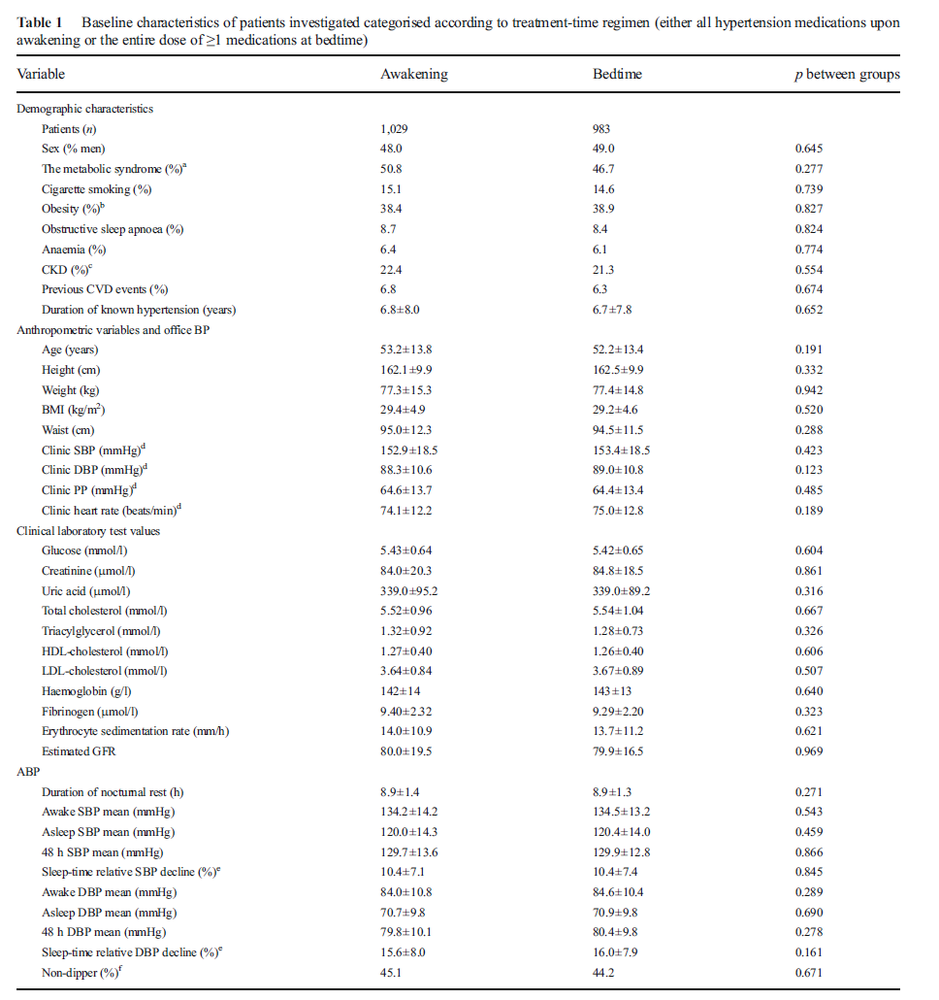 Table 1 Baseline characteristics of patients investigated categorised according to treatment-time regimen (either all hypertension medications upon
awakening or the entire dose of ≥1 medications at bedtime)
Variable Awakening Bedtime p between groups
Demographic characteristics
Patients (n) 1,029 983
Sex (% men) 48.0 49.0 0.645
The metabolic syndrome (%)a 50.8 46.7 0.277
Cigarette smoking (%) 15.1 14.6 0.739
Obesity (%)b 38.4 38.9 0.827
Obstructive sleep apnoea (%) 8.7 8.4 0.824
Anaemia (%) 6.4 6.1 0.774
CKD (%)c 22.4 21.3 0.554
Previous CVD events (%) 6.8 6.3 0.674
Duration of known hypertension (years) 6.8±8.0 6.7±7.8 0.652
Anthropometric variables and office BP
Age (years) 53.2±13.8 52.2±13.4 0.191
Height (cm) 162.1±9.9 162.5±9.9 0.332
Weight (kg) 77.3±15.3 77.4±14.8 0.942
BMI (kg/m2) 29.4±4.9 29.2±4.6 0.520
Waist (cm) 95.0±12.3 94.5±11.5 0.288
Clinic SBP (mmHg)d 152.9±18.5 153.4±18.5 0.423
Clinic DBP (mmHg)d 88.3±10.6 89.0±10.8 0.123
Clinic PP (mmHg)d 64.6±13.7 64.4±13.4 0.485
Clinic heart rate (beats/min)d 74.1±12.2 75.0±12.8 0.189
Clinical laboratory test values
Glucose (mmol/l) 5.43±0.64 5.42±0.65 0.604
Creatinine (μmol/l) 84.0±20.3 84.8±18.5 0.861
Uric acid (μmol/l) 339.0±95.2 339.0±89.2 0.316
Total cholesterol (mmol/l) 5.52±0.96 5.54±1.04 0.667
Triacylglycerol (mmol/l) 1.32±0.92 1.28±0.73 0.326
HDL-cholesterol (mmol/l) 1.27±0.40 1.26±0.40 0.606
LDL-cholesterol (mmol/l) 3.64±0.84 3.67±0.89 0.507
Haemoglobin (g/l) 142±14 143±13 0.640
Fibrinogen (μmol/l) 9.40±2.32 9.29±2.20 0.323
Erythrocyte sedimentation rate (mm/h) 14.0±10.9 13.7±11.2 0.621
Estimated GFR 80.0±19.5 79.9±16.5 0.969
ABP
Duration of nocturnal rest (h) 8.9±1.4 8.9±1.3 0.271
Awake SBP mean (mmHg) 134.2±14.2 134.5±13.2 0.543
Asleep SBP mean (mmHg) 120.0±14.3 120.4±14.0 0.459
48 h SBP mean (mmHg) 129.7±13.6 129.9±12.8 0.866
Sleep-time relative SBP decline (%)e 10.4±7.1 10.4±7.4 0.845
Awake DBP mean (mmHg) 84.0±10.8 84.6±10.4 0.289
Asleep DBP mean (mmHg) 70.7±9.8 70.9±9.8 0.690
48 h DBP mean (mmHg) 79.8±10.1 80.4±9.8 0.278
Sleep-time relative DBP decline (%)e 15.6±8.0 16.0±7.9 0.161
Non-dipper (%)f 45.1 44.2 0.671